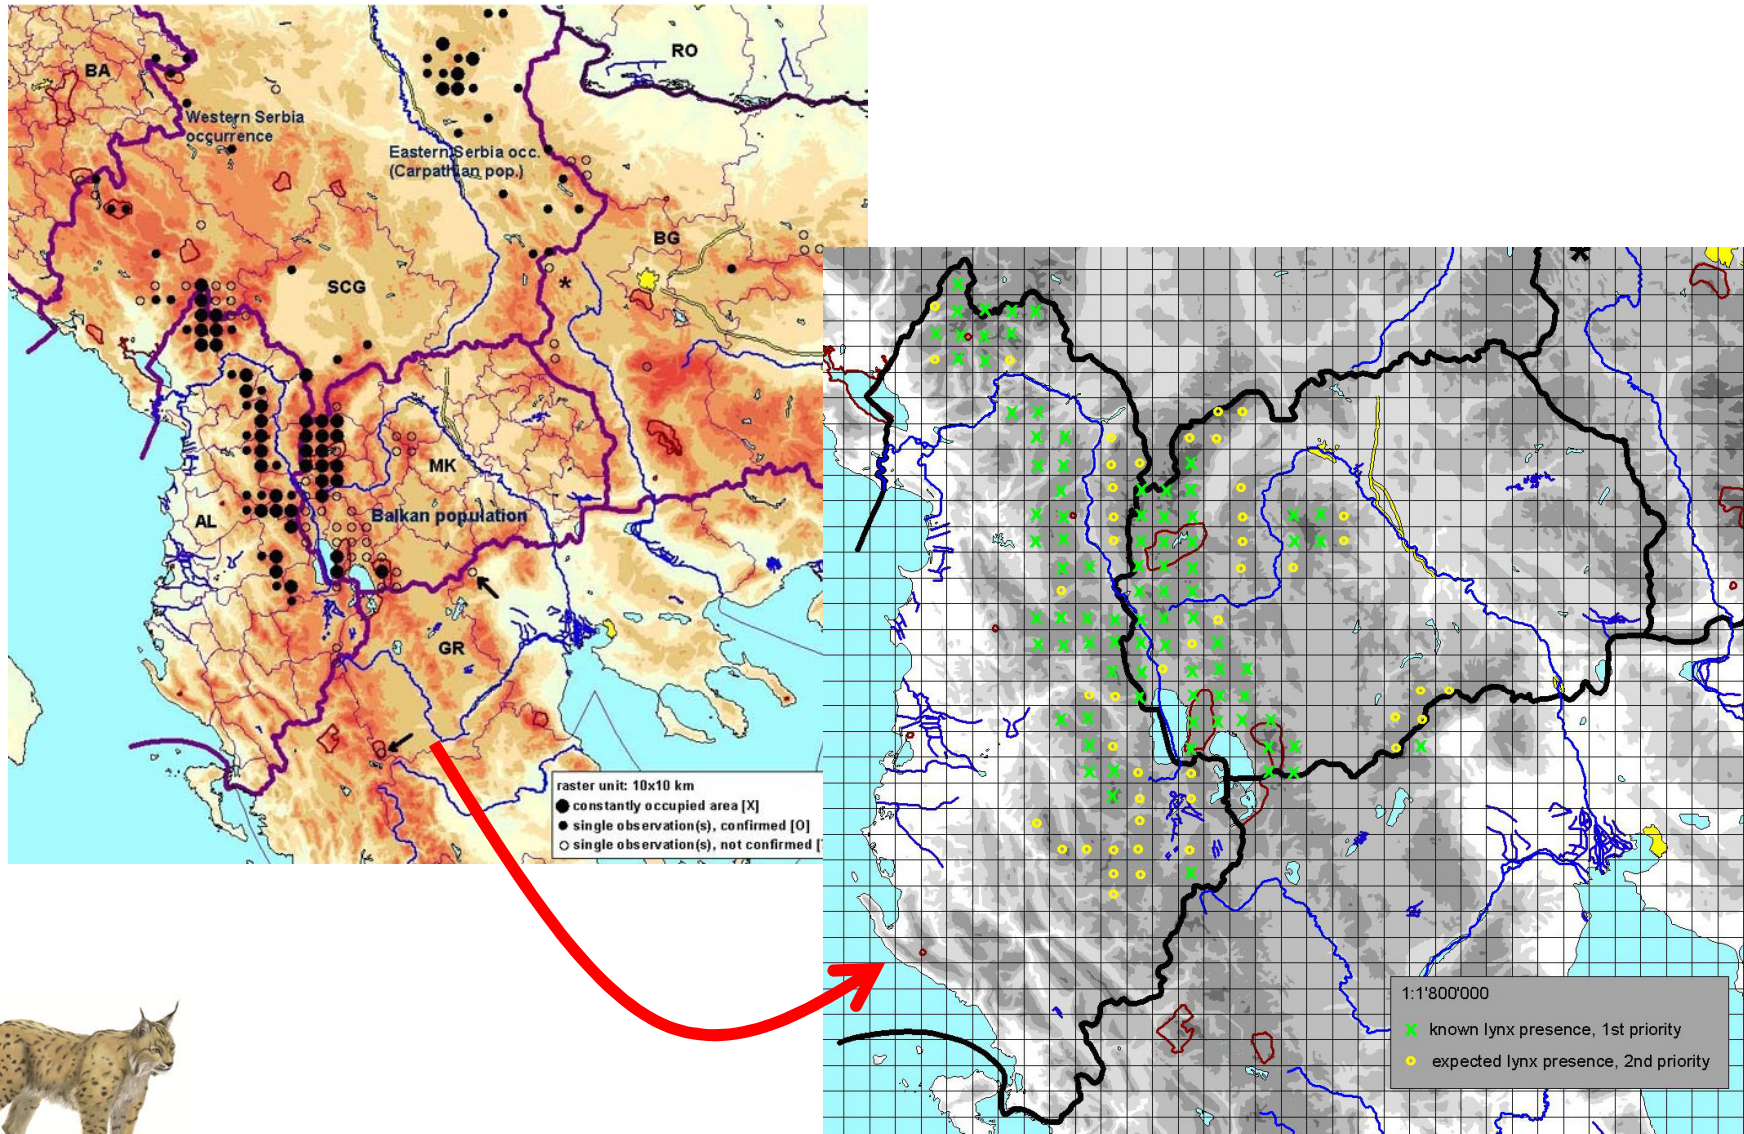 RO
BA
Western Serbia
occurrence
Eastern Serbia occ.
(Carpathian pop.)
BG
*
SCG
MK
AL
Balkan population
GR
raster unit: 10x10 km
constantly occupied area [X]
single observation(s), confirmed [O]
single observation(s), not confirmed [
*
1:1'800'000
known lynx presence, 1st priority
expected lynx presence, 2nd priority